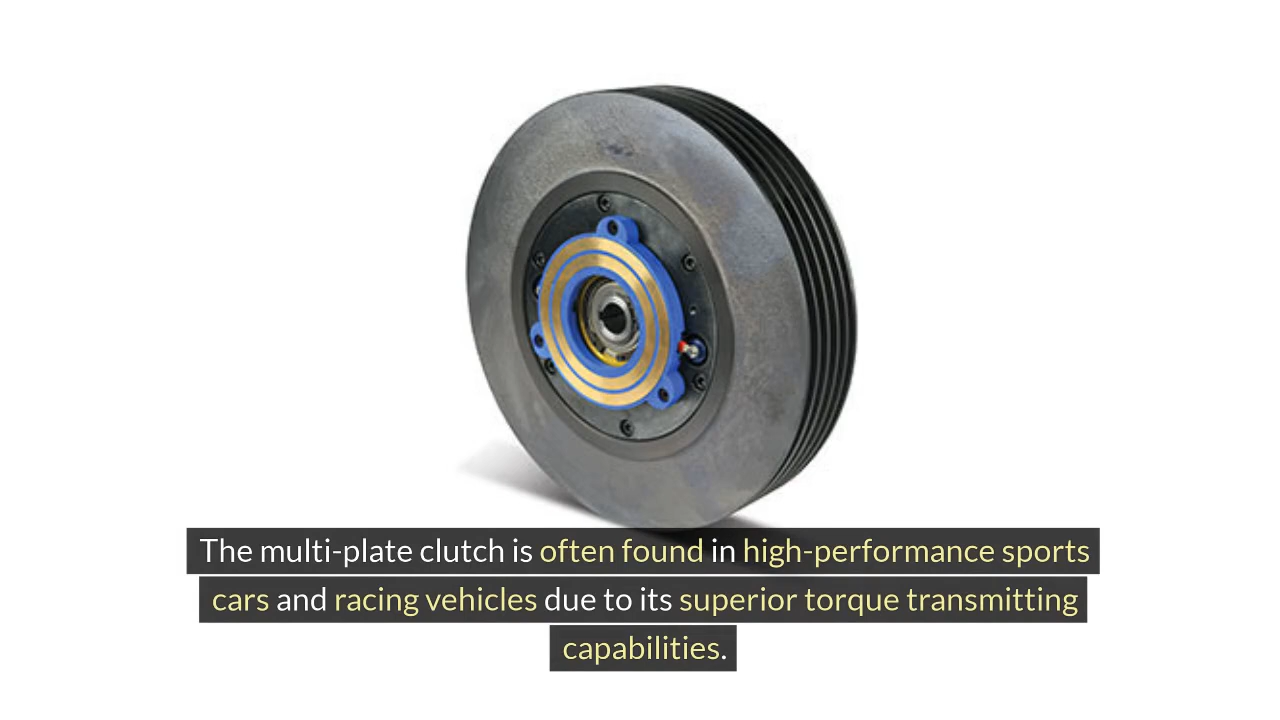 The multi-plate clutch is often found in high-performance sports
cars and racing vehicles due to its superior torque transmitting
capabilities.